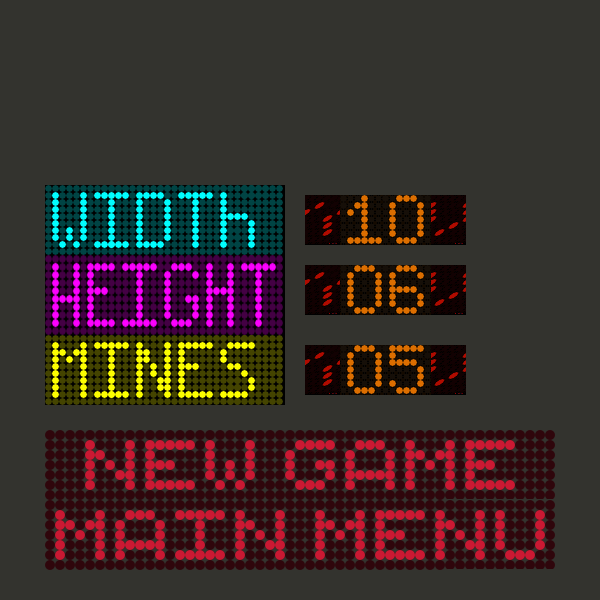 WIDTh 10
HEIGHT 06
MINES 05
NEW GAME
MAIN MENU